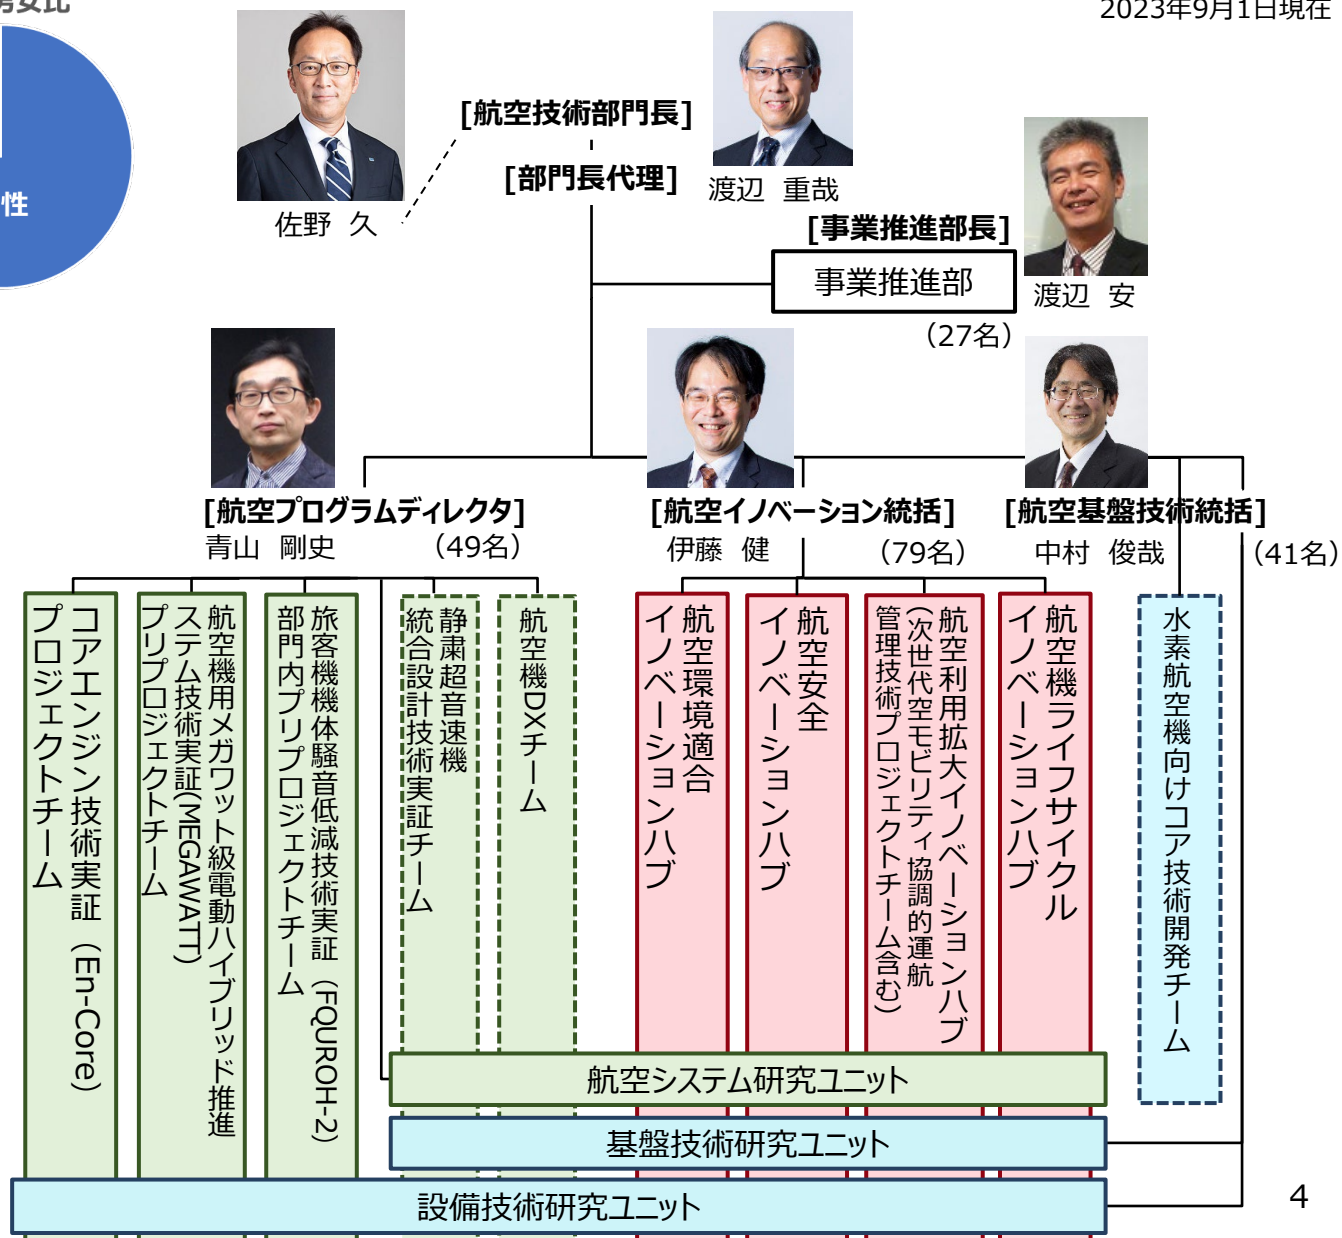 2023年9月1日現在
男女比
性
[航空技術部門長]
[部門長代理]
佐野 久
渡辺 重哉
[事業推進部長]
事業推進部
渡辺 安
（27名）
[航空プログラムディレクタ]
青山 剛史
（49名）
[航空イノベーション統括]
伊藤 健
（79名）
[航空基盤技術統括]
中村 俊哉
（41名）
コアエンジン技術実証（En-Core）
プロジェクトチーム
航空機用メガワット級電動ハイブリッド推進
システム技術実証(MEGAWATT)
プリプロジェクトチーム
旅客機機体騒音低減技術実証（FQUROH-2）
部門内プリプロジェクトチーム
静粛超音速機
統合設計技術実証チーム
航空機DXチーム
航空環境適合
イノベーションハブ
航空安全
イノベーションハブ
航空利用拡大イノベーションハブ
(次世代空モビリティ協調的運航
管理技術プロジェクトチーム含む)
航空機ライフサイクル
イノベーションハブ
水素航空機向けコア技術開発チーム
航空システム研究ユニット
基盤技術研究ユニット
設備技術研究ユニット
4